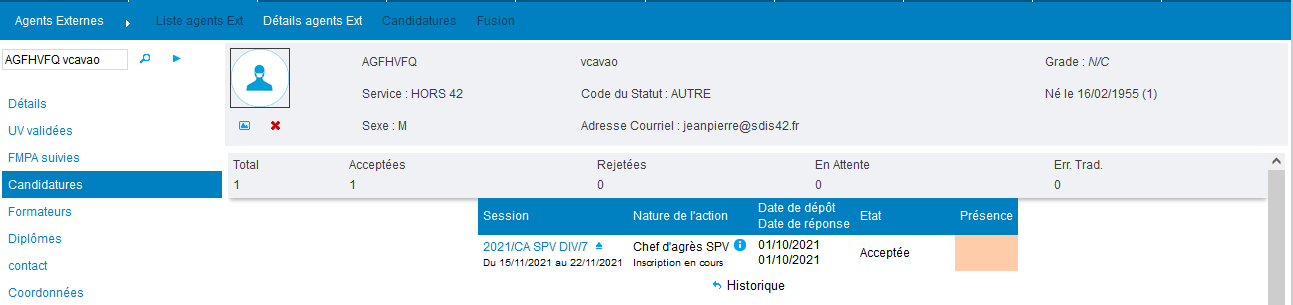 Agents Externes Liste agents Ext Détails agents Ext Candidatures Fusion
AGFHVFQ vcavao
Détails
UV validées
FMPA suivies
Candidatures
Formateurs
Diplômes
contact
Coordonnées
AGFHVFQ vcavao Grade : N/C
Service : HORS 42 Code du Statut : AUTRE Né le 16/02/1955 (1)
Sexe : M Adresse Courriel : jeanpierre@sdis42.fr
Total Acceptées Rejetées En Attente Err. Trad.
1 1 0 0 0
Session Nature de l'action Date de dépôt Date de réponse Etat Présence
2021/CA SPV DIV/7 Chef d'agrès SPV 01/10/2021 Acceptée
Du 15/11/2021 au 22/11/2021 Inscription en cours 01/10/2021
Historique